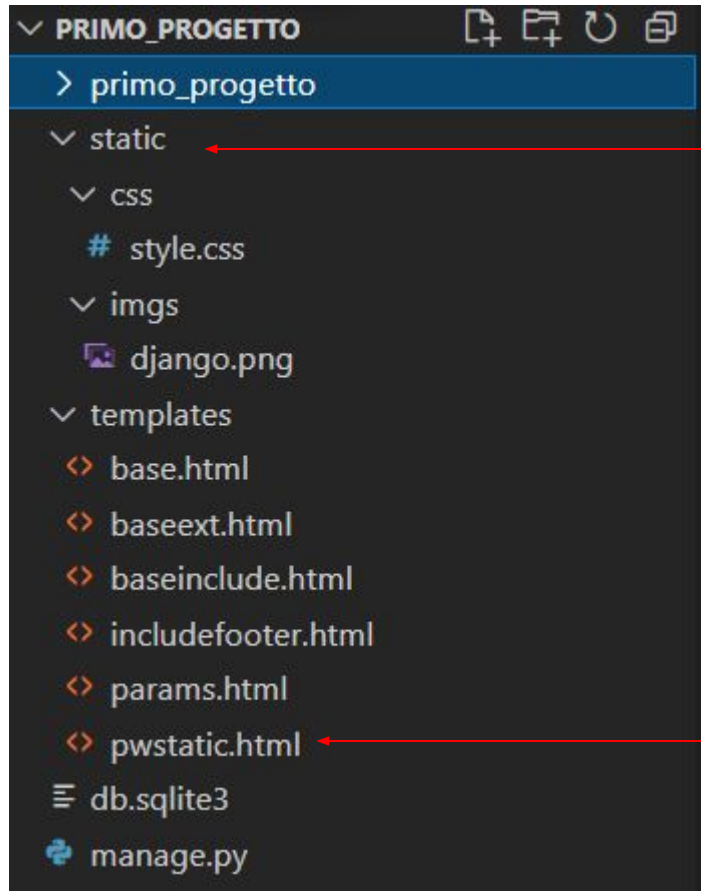 PRIMO_PROGETTO
primo_progetto
static
css
# style.css
imgs
django.png
templates
<> base.html
<> baseext.html
<> baseinclude.html
<> includefooter.html
<> params.html
<> pwstatic.html
db.sqlite3
manage.py